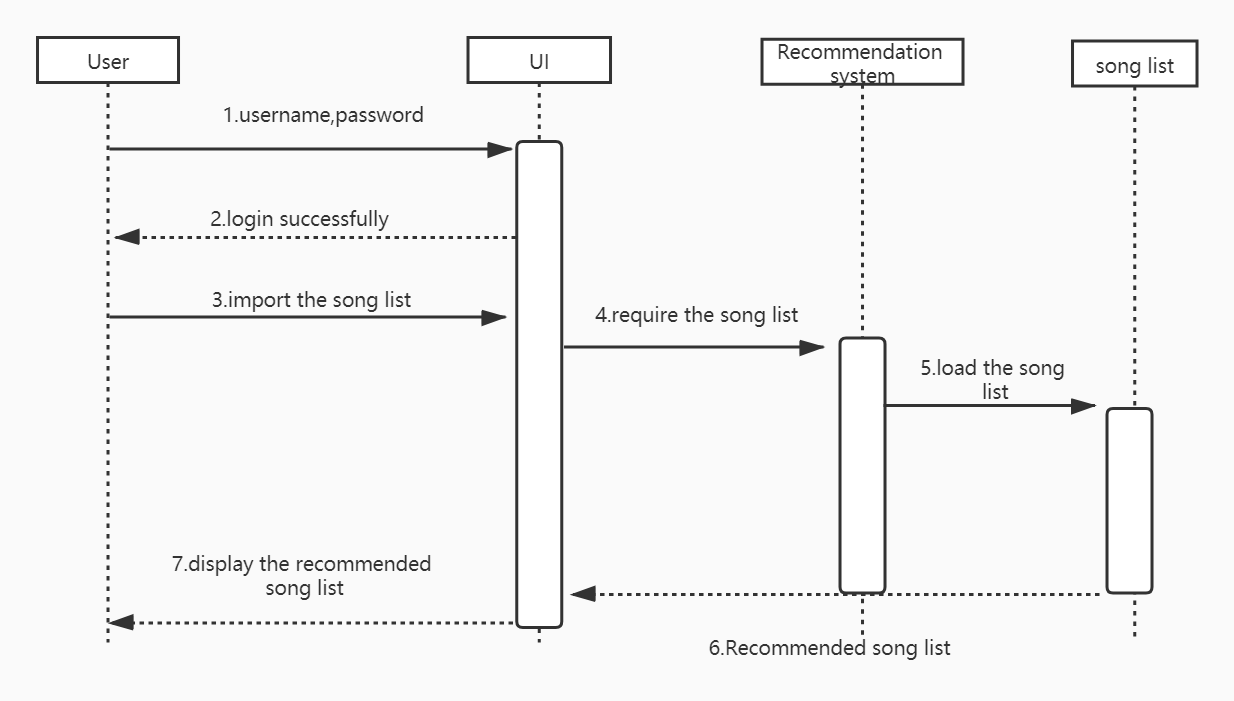 User
UI
Recommendation
system
song list
1.username,password
2.login successfully
3.import the song list
4.require the song list
5.load the song
list
7.display the recommended
song list
6.Recommended song list